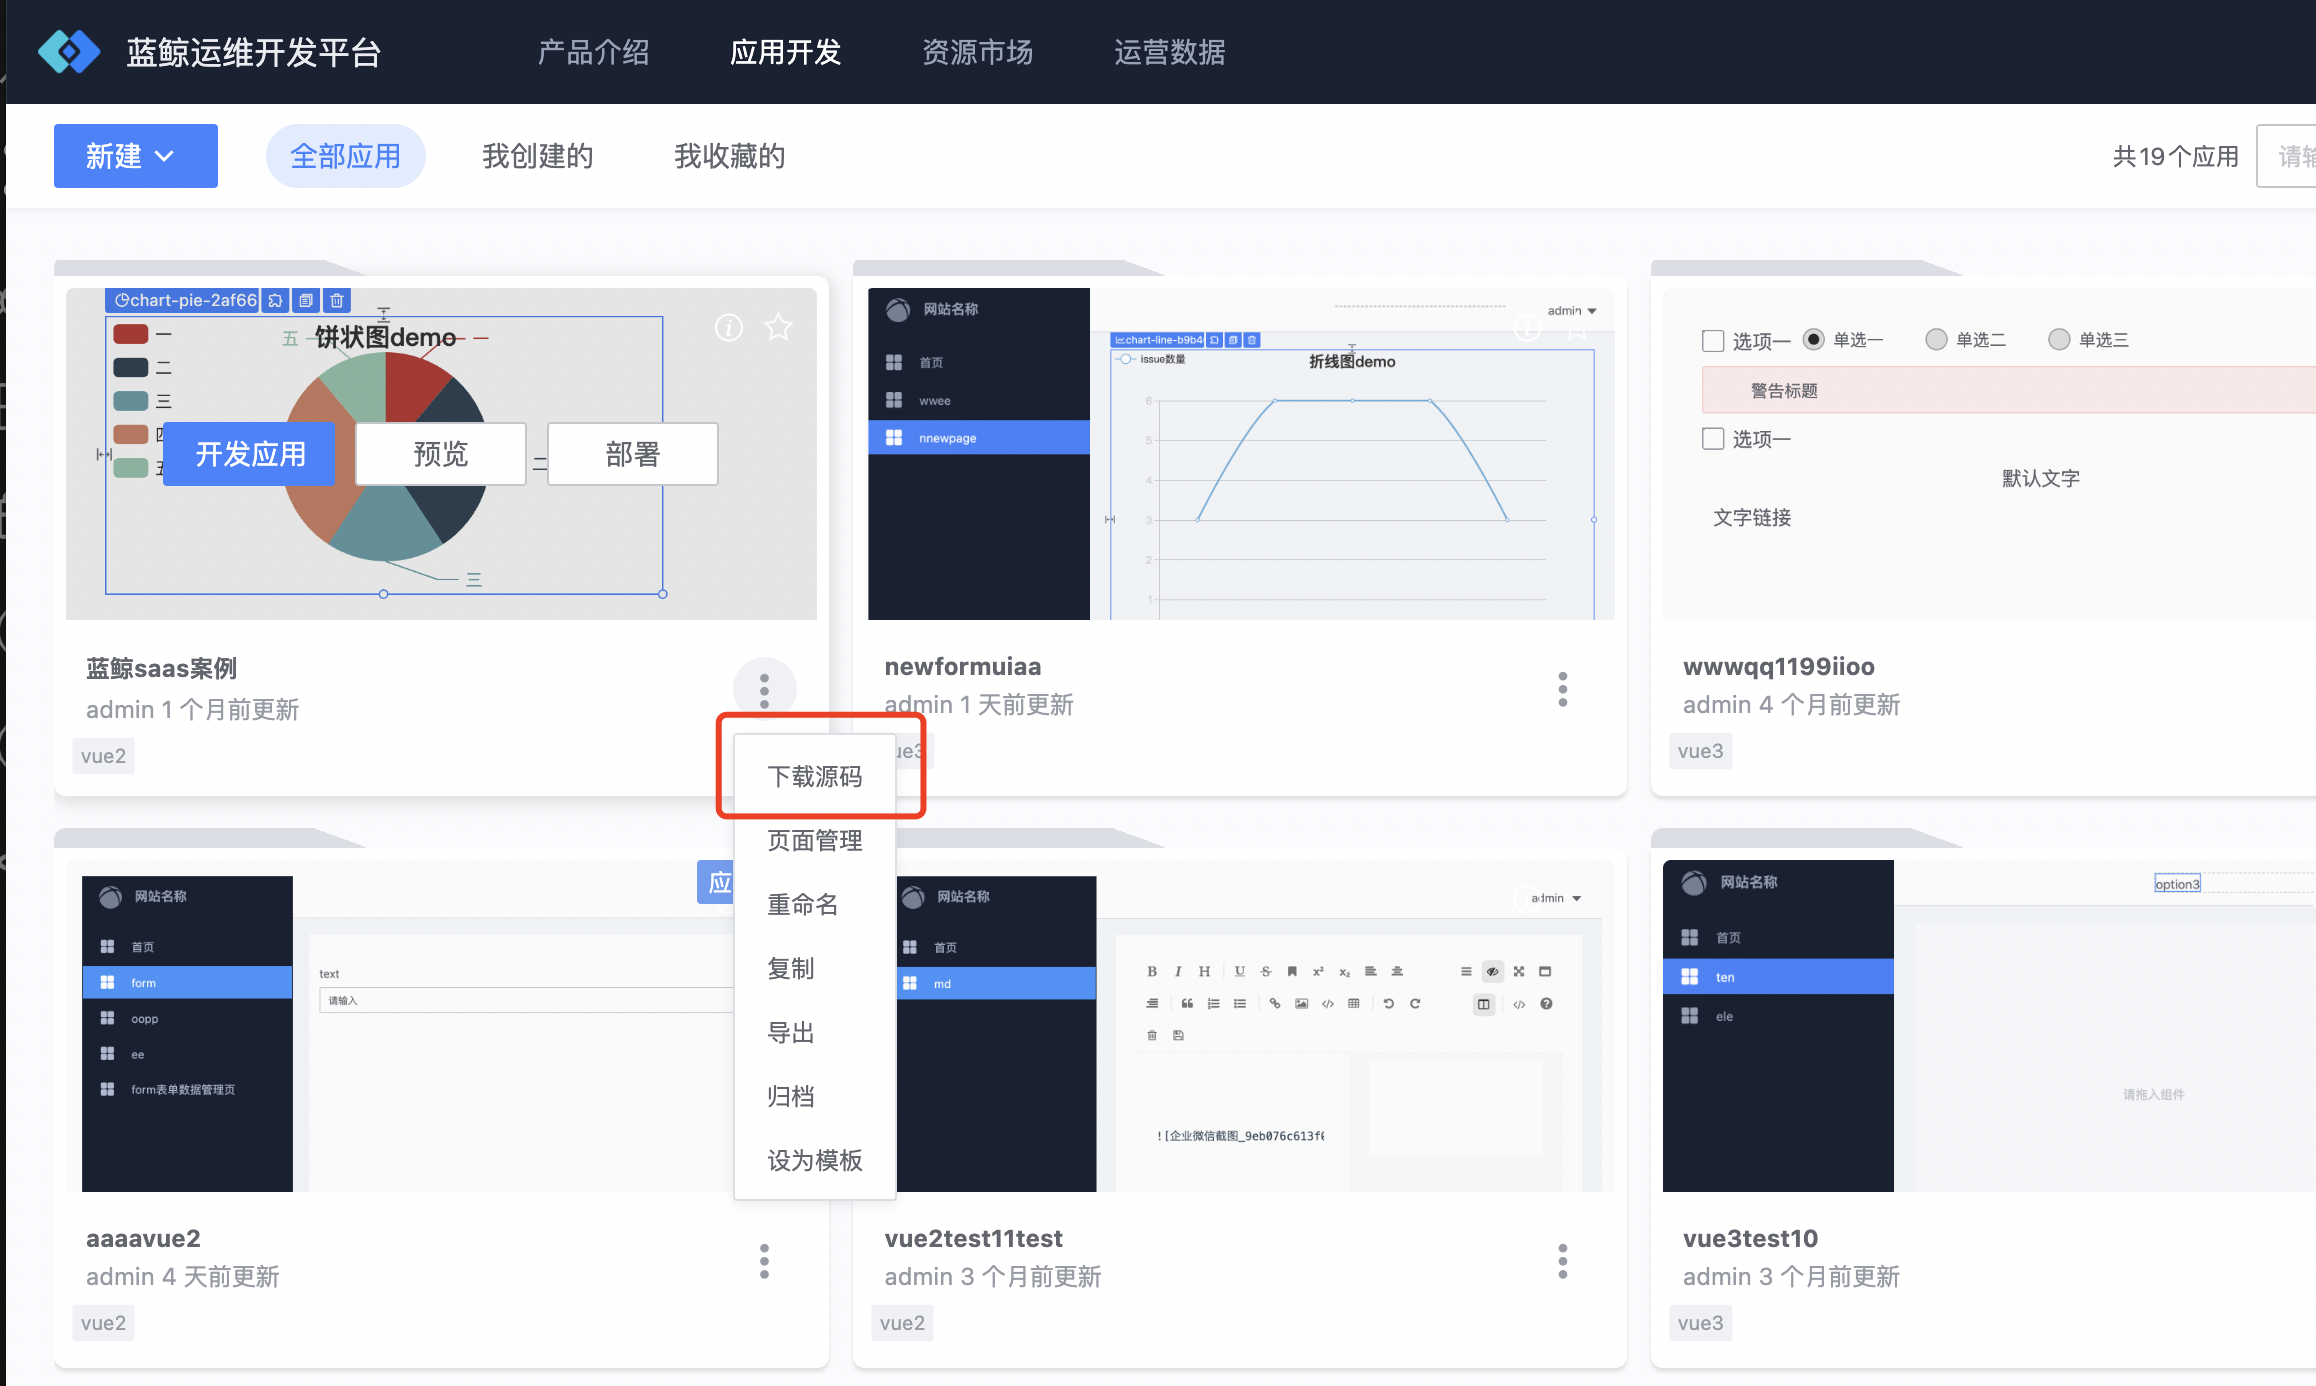 蓝鲸运维开发平台
产品介绍
应用开发
资源市场
运营数据
新建
全部应用
我创建的
我收藏的
共19个应用
chart-pie-2af66
饼状图demo
一
二
三
五
一
二
三
开发应用
预览
部署
蓝鲸saas案例
admin 1 个月前更新
vue2
下载源码
页面管理
重命名
复制
导出
归档
设为模板
网站名称
admin
首页
wwee
nnewpage
chart-line-b9b4
issue数量
折线图demo
6
5
4
3
2
1
newformuiaa
admin 1 天前更新
选项一
单选一
单选二
单选三
警告标题
选项一
默认文字
文字链接
wwwqq1199iioo
admin 4 个月前更新
vue3
网站名称
首页
form
oopp
ee
form表单数据管理页
text
请输入
aaaavue2
admin 4 天前更新
vue2
网站名称
admin
首页
md
![企业微信截图_9eb076c613f
vue2test11test
admin 3 个月前更新
vue2
网站名称
option3
首页
ten
ele
请拖入组件
vue3test10
admin 3 个月前更新
vue3